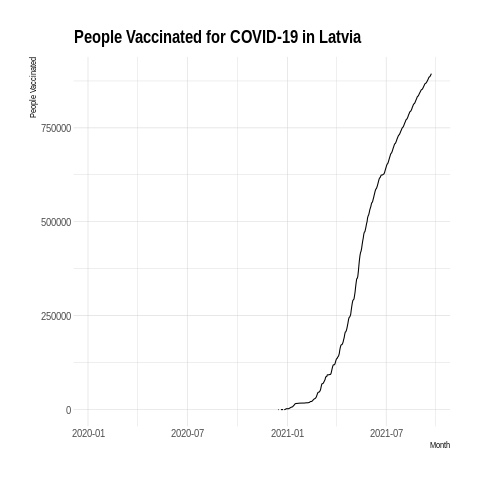 People Vaccinated for COVID-19 in Latvia
People Vaccinated
750000
500000
250000
0
2020-01
2020-07
2021-01
2021-07
Month